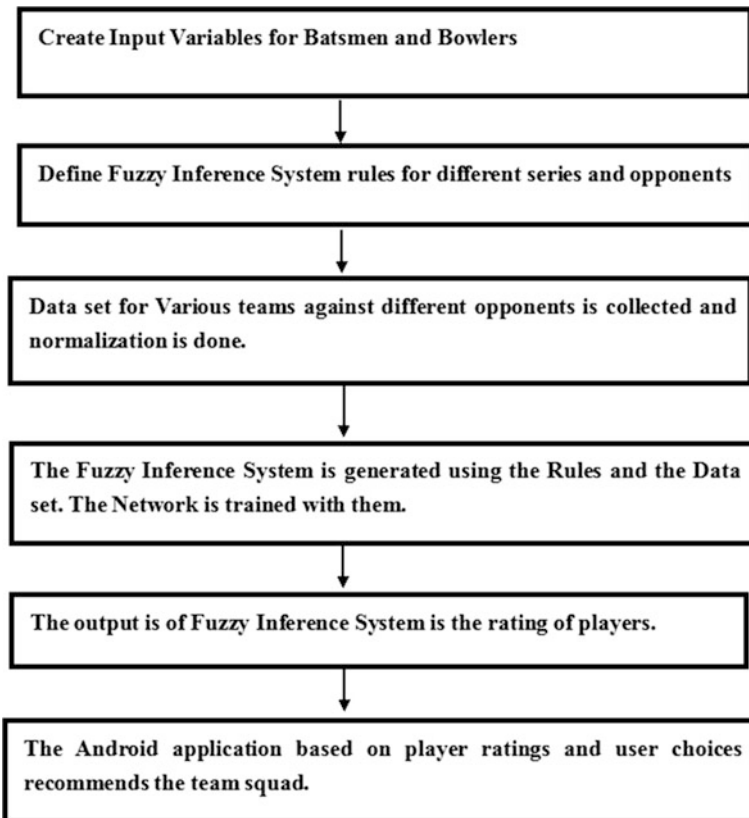 Create Input Variables for Batsmen and Bowlers
Define Fuzzy Inference System rules for different series and opponents
Data set for Various teams against different opponents is collected and
normalization is done.
The Fuzzy Inference System is generated using the Rules and the Data
set. The Network is trained with them.
The output is of Fuzzy Inference System is the rating of players.
The Android application based on player ratings and user choices
recommends the team squad.